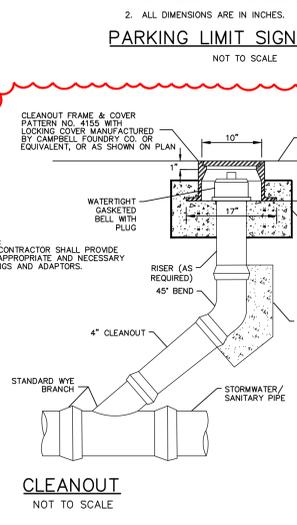 2. ALL DIMENSIONS ARE IN INCHES.
PARKING LIMIT SIGN
NOT TO SCALE
CLEANOUT FRAME & COVER
PATTERN NO. 4155 WITH
LOCKING COVER MANUFACTURED
BY CAMPBELL FOUNDRY CO. OR
EQUIVALENT, OR AS SHOWN ON PLAN
10"
1"
WATERTIGHT
GASKETED
BELL WITH
PLUG
17"
CONTRACTOR SHALL PROVIDE
APPROPRIATE AND NECESSARY
NGS AND ADAPTORS.
RISER (AS
REQUIRED)
45° BEND
4" CLEANOUT
STANDARD WYE
BRANCH
STORMWATER/
SANITARY PIPE
CLEANOUT
NOT TO SCALE